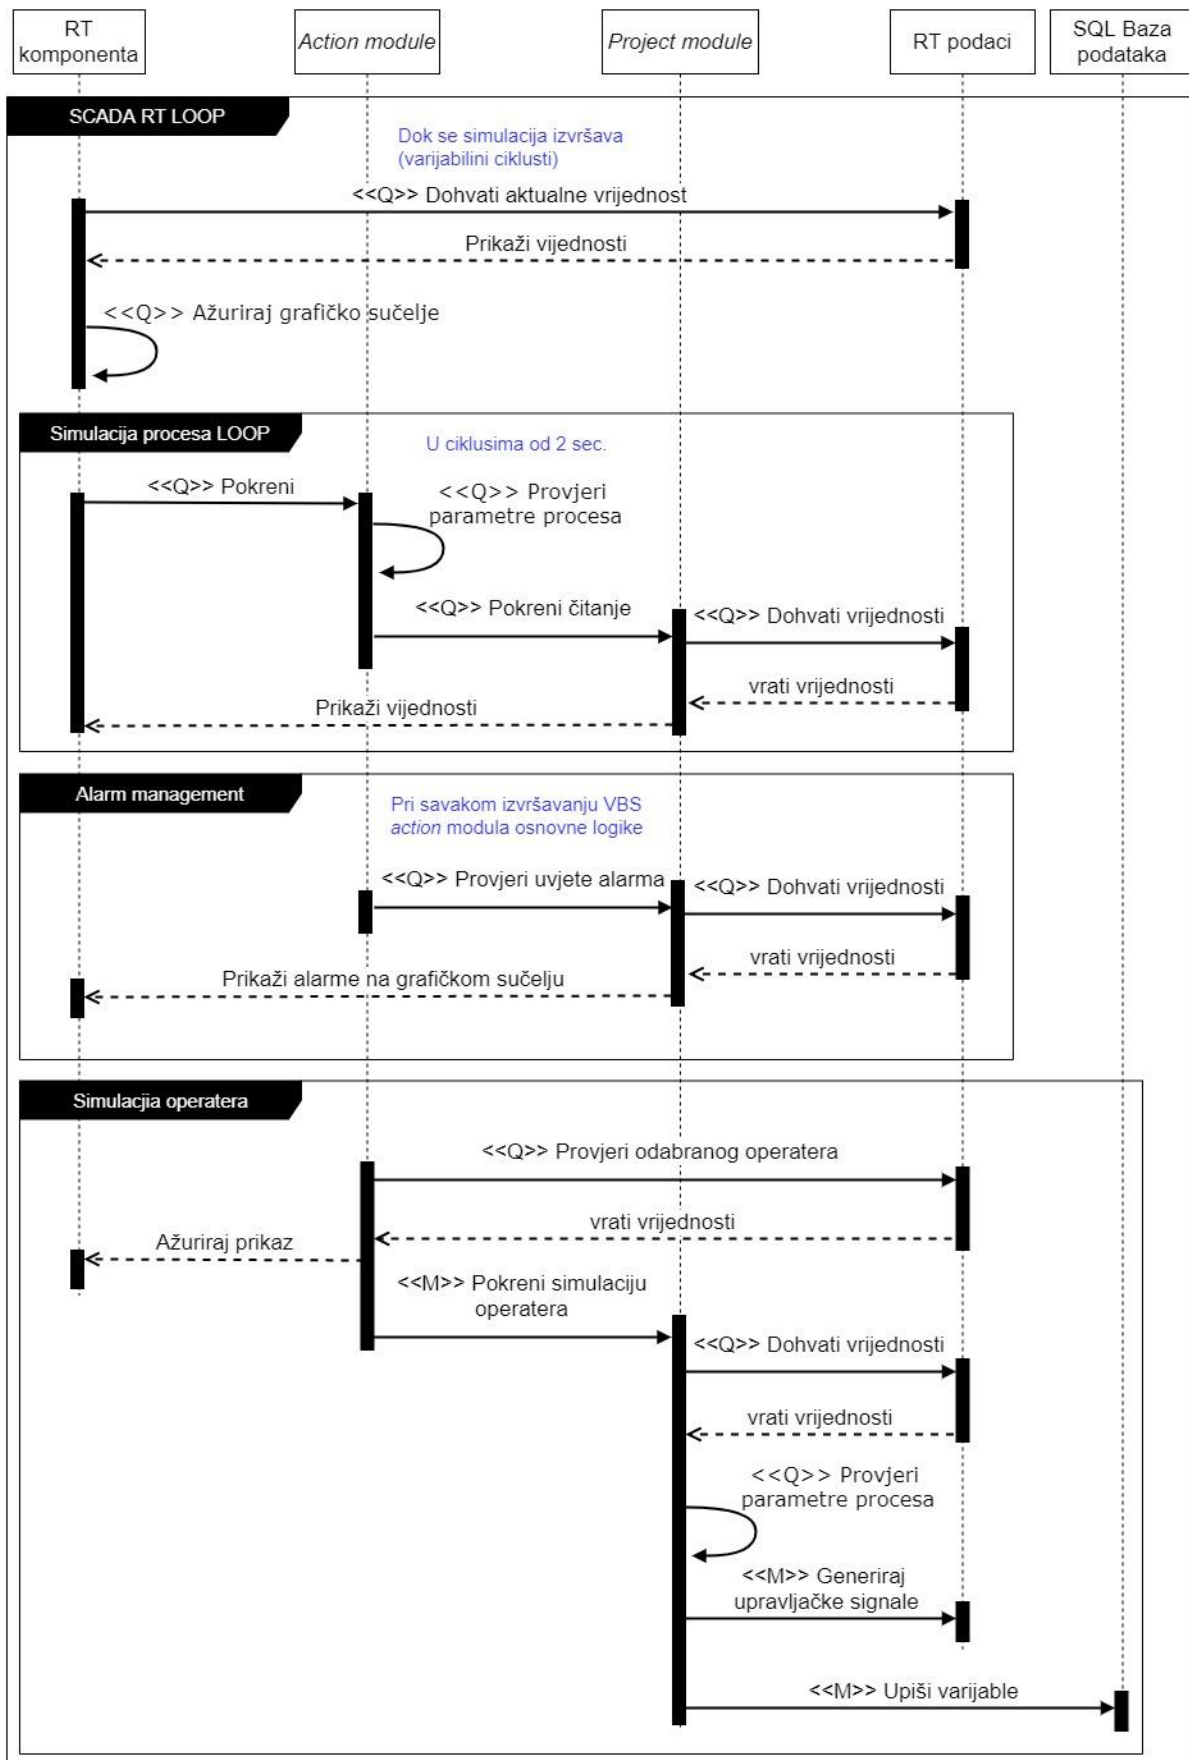 RT
komponenta
Action module
Project module
RT podaci
SQL Baza
podataka
SCADA RT LOOP
Dok se simulacija izvršava
(varijabilini ciklusti)
<<Q>> Dohvati aktualne vrijednost
Prikaži vijednosti
<<Q>> Ažuriraj grafičko sučelje
Simulacija procesa LOOP
U ciklusima od 2 sec.
<<Q>> Pokreni
<<Q>> Provjeri
parametre procesa
<<Q>> Pokreni čitanje
<<Q>> Dohvati vrijednosti
vrati vrijednosti
Prikaži vijednosti
Alarm management
Pri savakom izvršavanju VBS
action modula osnovne logike
<<Q>> Provjeri uvjete alarma
<<Q>> Dohvati vrijednosti
vrati vrijednosti
Prikaži alarme na grafičkom sučelju
Simulacjia operatera
<<Q>> Provjeri odabranog operatera
vrati vrijednosti
Ažuriraj prikaz
<<M>> Pokreni simulaciju
operatera
<<Q>> Dohvati vrijednosti
vrati vrijednosti
<<Q>> Provjeri
parametre procesa
<<M>> Generiraj
upravljačke signale
<<M>> Upiši varijable